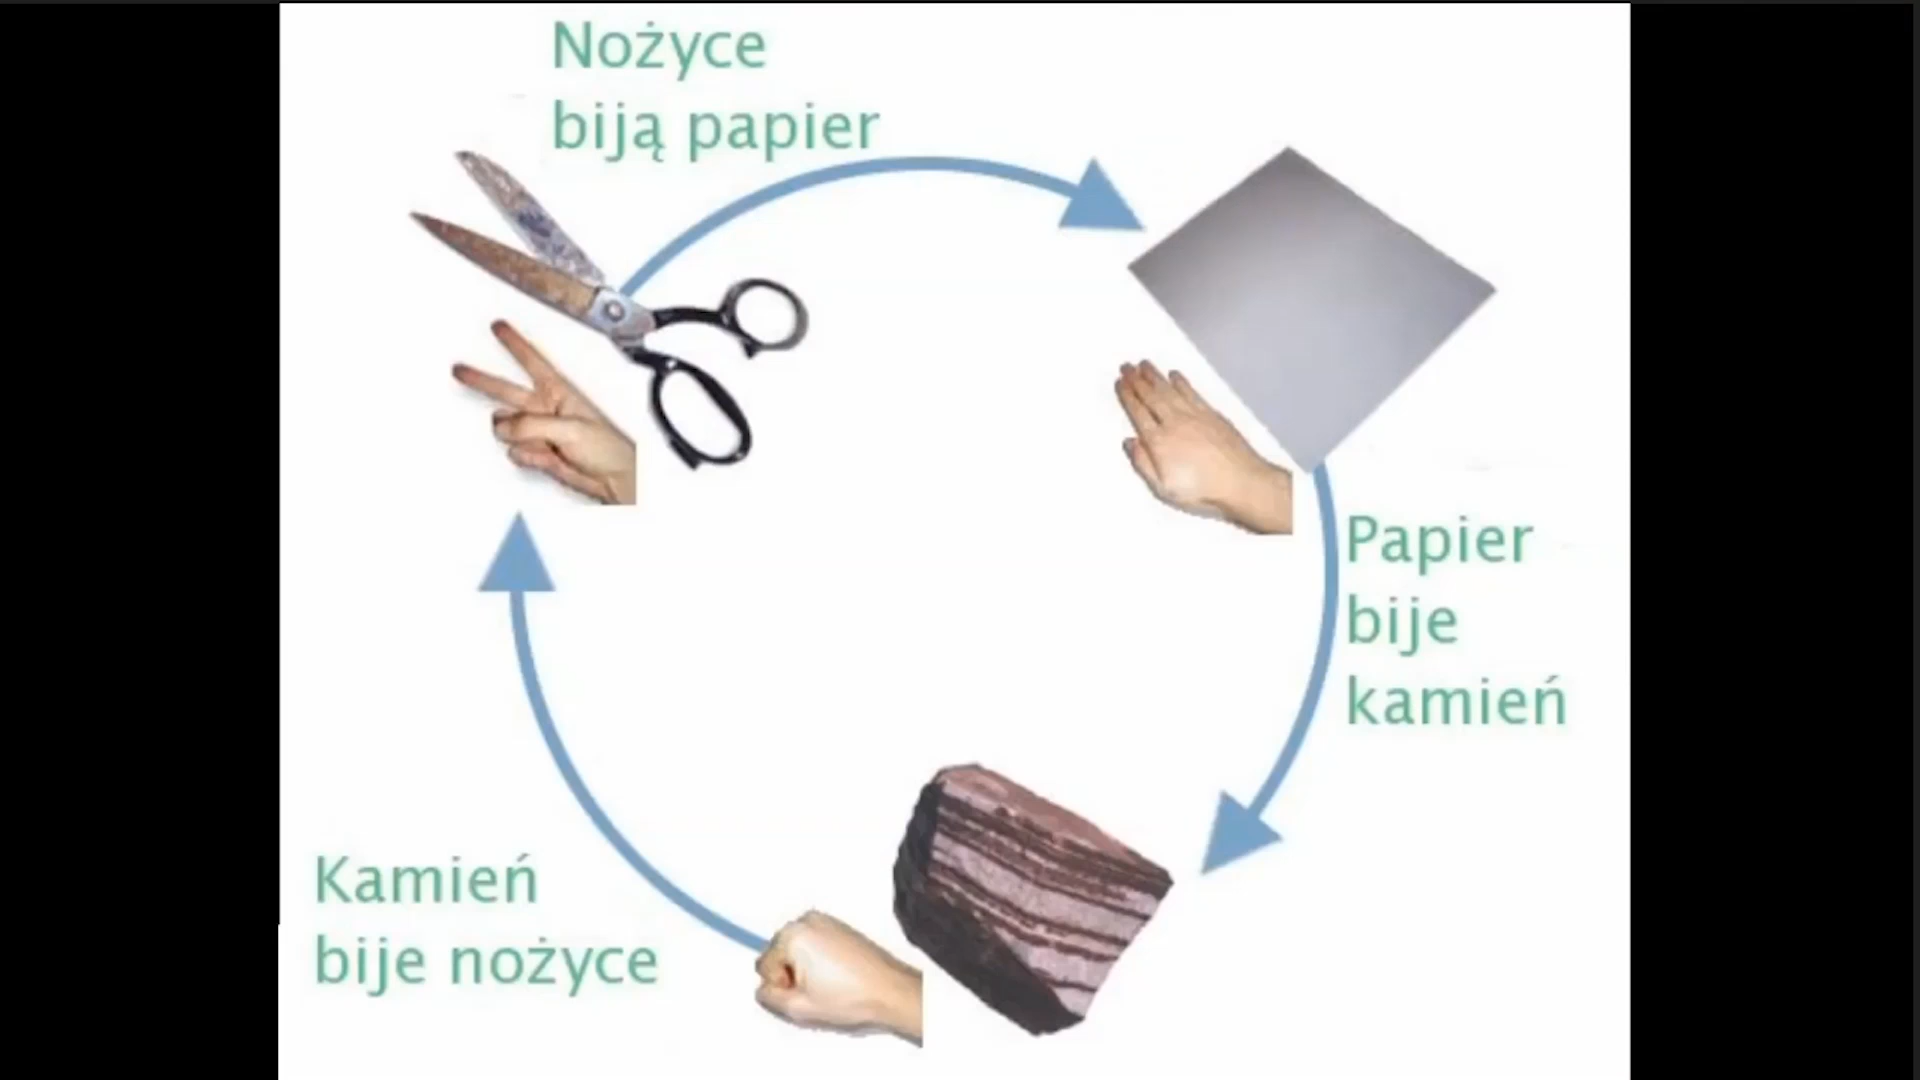 Nożyce
biją papier
Papier
bije
kamień
Kamień
bije nożyce